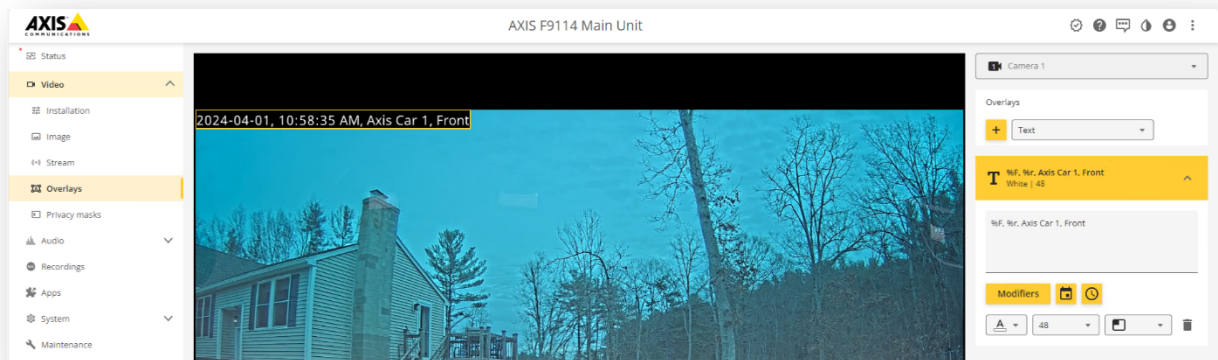 AXIS
COMMUNICATIONS
AXIS F9114 Main Unit
Status
Video
Installation
Image
Stream
Overlays
Privacy masks
Audio
Recordings
Apps
System
Maintenance
2024-04-01, 10:58:35 AM, Axis Car 1, Front
1
Camera 1
Overlays
+
Text
T
%F, %r, Axis Car 1, Front
White | 48
%F, %r, Axis Car 1, Front
Modifiers
A
48